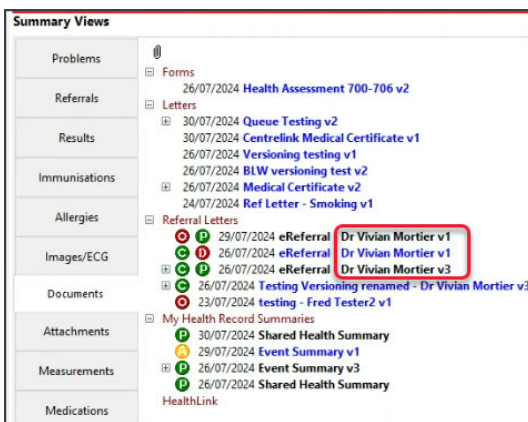 Summary Views
Problems
Referrals
Results
Immunisations
Allergies
Images/ECG
Documents
Attachments
Measurements
Medications
Forms
26/07/2024 Health Assessment 700-706 v2
Letters
30/07/2024 Queue Testing v2
30/07/2024 Centrelink Medical Certificate v1
26/07/2024 Versioning testing v1
26/07/2024 BLW versioning test v2
26/07/2024 Medical Certificate v2
24/07/2024 Ref Letter - Smoking v1
Referral Letters
O P 29/07/2024 eReferral Dr Vivian Mortier v1
C D 26/07/2024 eReferral Dr Vivian Mortier v1
C P 26/07/2024 eReferral Dr Vivian Mortier v3
C 26/07/2024 Testing Versioning renamed - Dr Vivian Mortier v3
O 23/07/2024 testing - Fred Tester2 v1
My Health Record Summaries
P 30/07/2024 Shared Health Summary
A 29/07/2024 Event Summary v1
P 26/07/2024 Event Summary v3
P 26/07/2024 Shared Health Summary
HealthLink